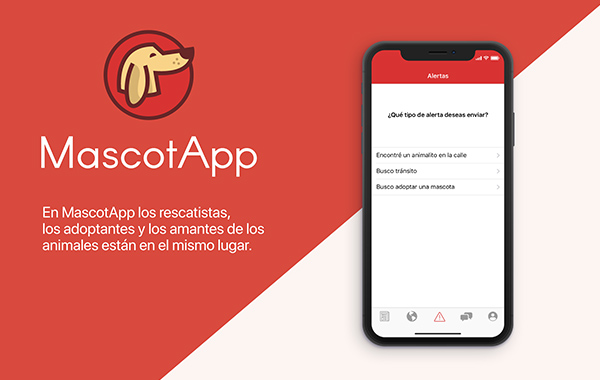 MascotApp
En MascotApp los rescatistas,
los adoptantes y los amantes de los
animales están en el mismo lugar.
Alertas
¿Qué tipo de alerta deseas enviar?
Encontré un animalito en la calle
Busco tránsito
Busco adoptar una mascota